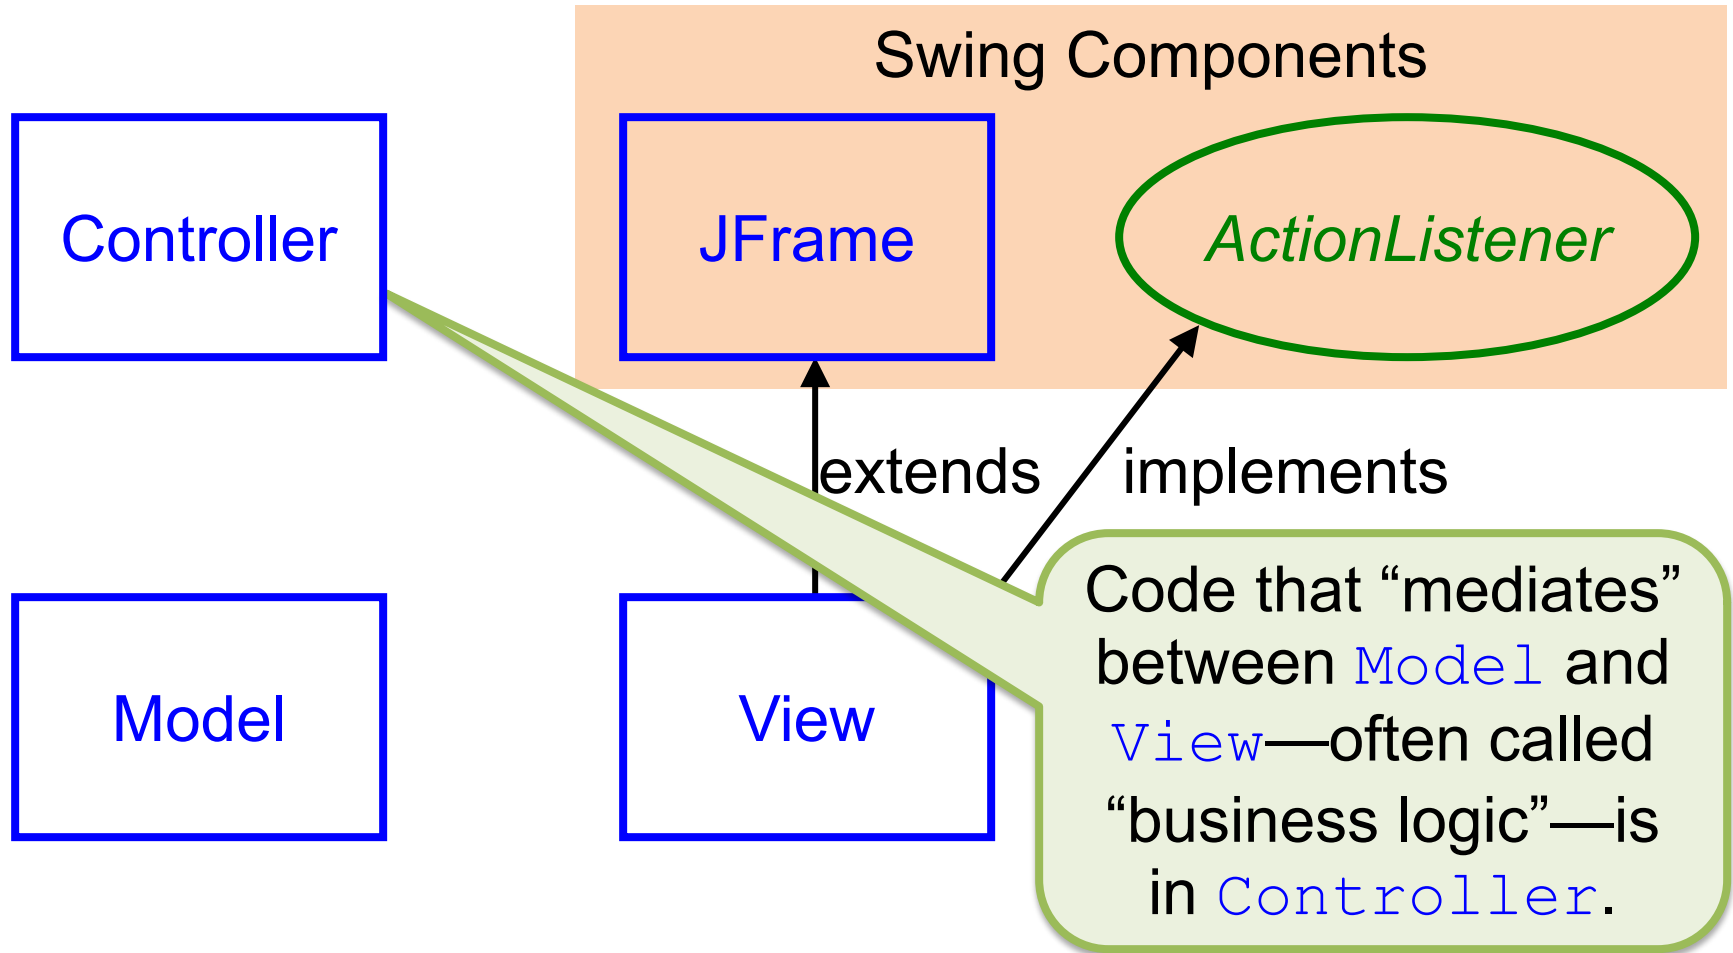 Swing Components
Controller
JFrame
ActionListener
extends
implements
Model
View
Code that “mediates”
between Model and
View—often called
“business logic”—is
in Controller.